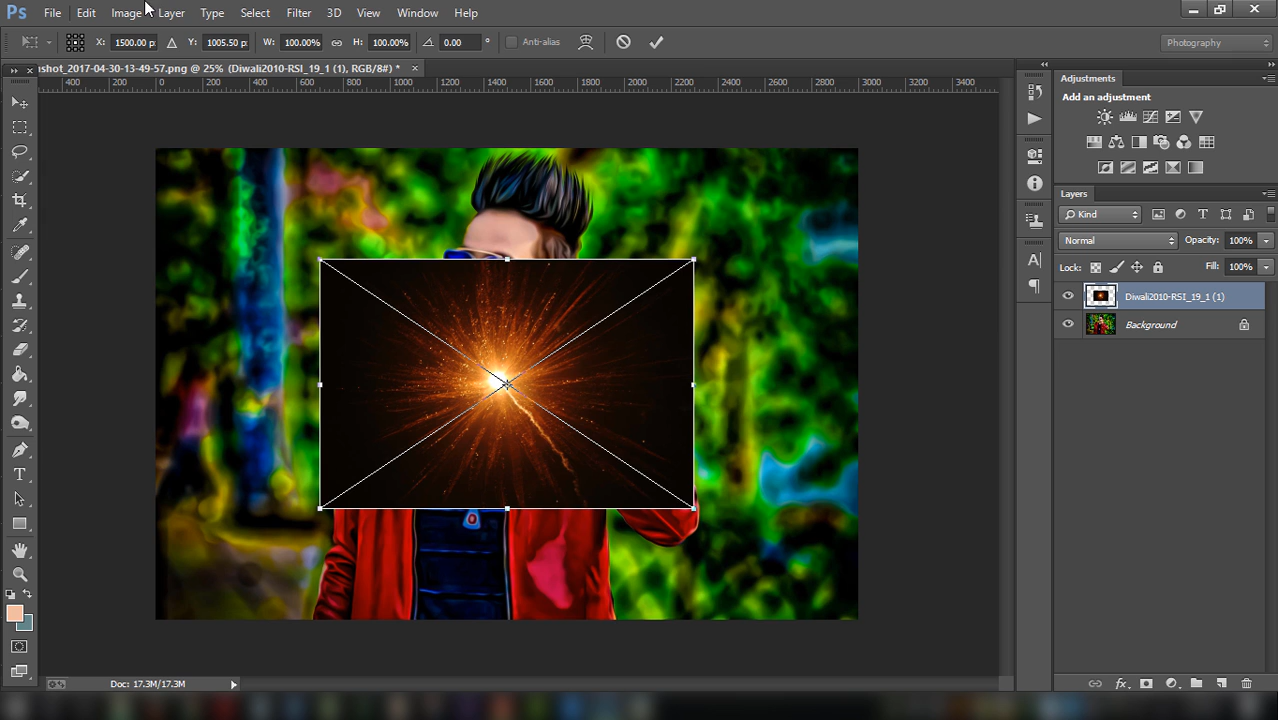 Ps File Edit Image Layer Type Select Filter 3D View Window Help
X: 1500.00 p: Y: 1005.50 p: W: 100.00% H: 100.00% 0.00 ° Anti-alias Photography
shot_2017-04-30-13-49-57.png @ 25% (Diwali2010-RSI_19_1 (1), RGB/8#) * ×
400 200 0 200 400 600 800 1000 1200 1400 1600 1800 2000 2200 2400 2600 2800 3000 3200 3400
Adjustments
Add an adjustment
Layers
Kind
Normal Opacity: 100%
Lock: Fill: 100%
Diwali2010-RSI_19_1 (1)
Background
Doc: 17.3M/17.3M